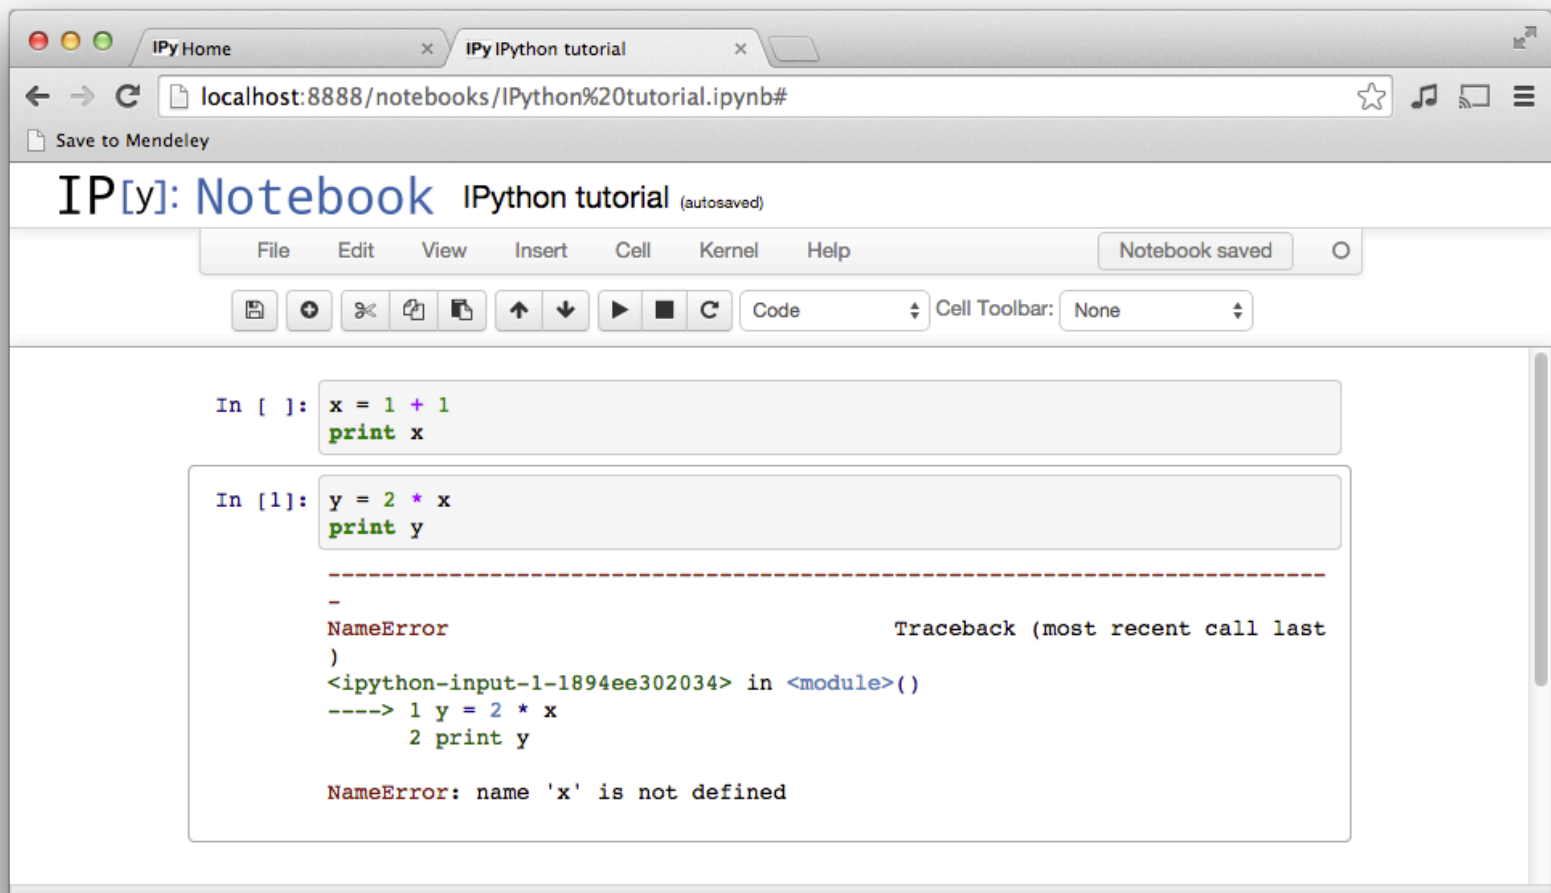 IPy Home
IPy IPython tutorial
localhost:8888/notebooks/IPython%20tutorial.ipynb#
Save to Mendeley
IP[y]: Notebook IPython tutorial (autosaved)
File Edit View Insert Cell Kernel Help Notebook saved
Code Cell Toolbar: None
In [ ]: x = 1 + 1
print x
In [1]: y = 2 * x
print y
--------------------------------------------------------------------------
-
NameError                                 Traceback (most recent call last
)
<ipython-input-1-1894ee302034> in <module>()
----> 1 y = 2 * x
      2 print y
NameError: name 'x' is not defined